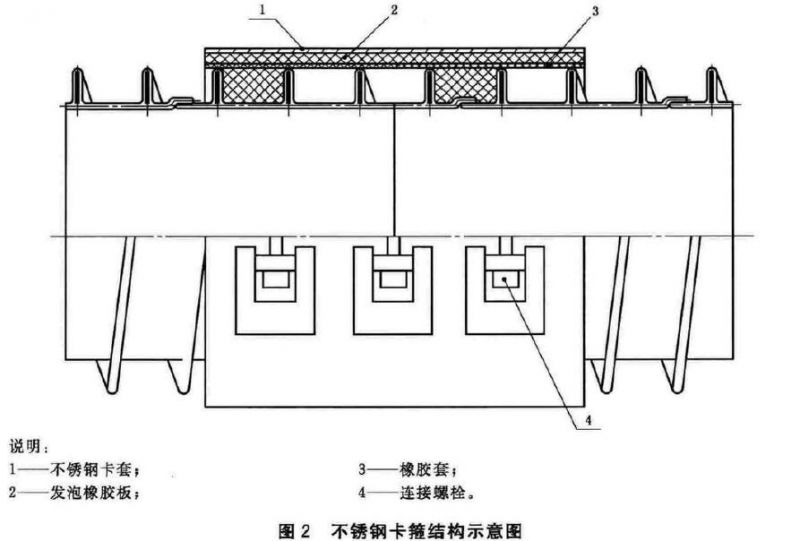 1 2 3
4
说明：
1——不锈钢卡套； 3——橡胶套；
2——发泡橡胶板； 4——连接螺栓。
图 2 不锈钢卡箍结构示意图